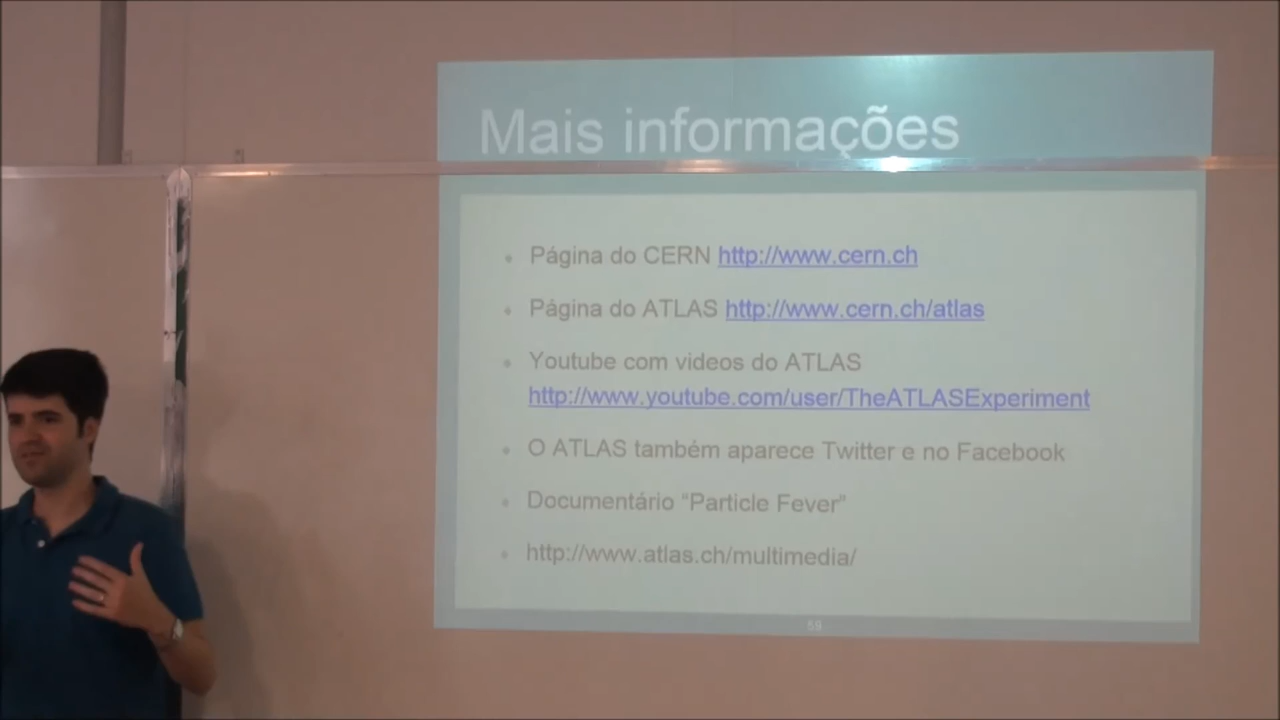 Mais informações
Página do CERN http://www.cern.ch
Página do ATLAS http://www.cern.ch/atlas
Youtube com videos do ATLAS
http://www.youtube.com/user/TheATLASExperiment
O ATLAS também aparece Twitter e no Facebook
Documentário “Particle Fever”
http://www.atlas.ch/multimedia/
59